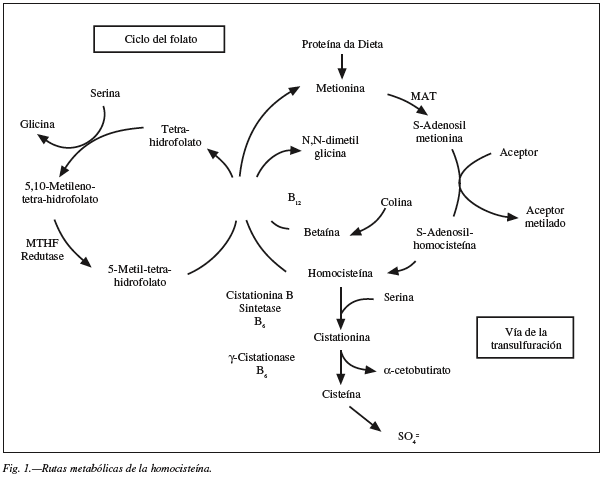 Ciclo del folato
Proteína da Dieta
Metionina
MAT
S-Adenosil
metionina
Serina
Glicina
Tetra-
hidrofolato
N,N-dimetil
glicina
Aceptor
5,10-Metileno-
tetra-hidrofolato
B12
Colina
Aceptor
metilado
Betaína
S-Adenosil-
homocisteína
MTHF
Redutase
5-Metil-tetra-
hidrofolato
Homocisteína
Cistationina B
Sintetase
B6
Serina
Cistationina
Vía de la
transulfuración
γ-Cistationase
B6
α-cetobutirato
Cisteína
SO4=
Fig. 1.—Rutas metabólicas de la homocisteína.